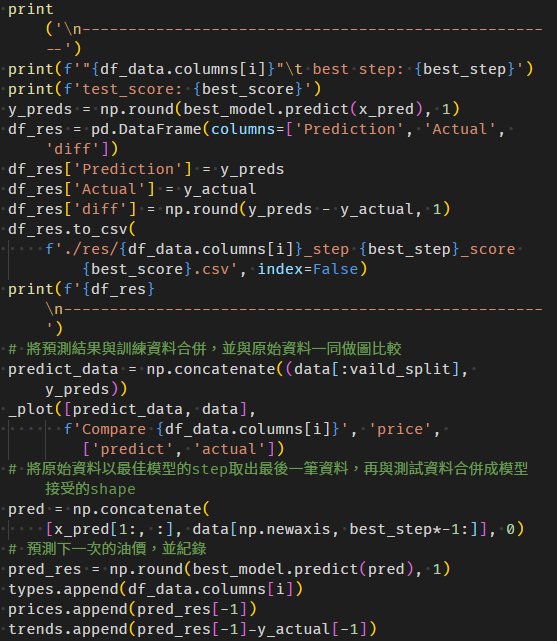 print
('\n--------------------------------------------------
--')
print(f'"{df_data.columns[i]}"\t best step: {best_step}')
print(f'test_score: {best_score}')
y_preds = np.round(best_model.predict(x_pred), 1)
df_res = pd.DataFrame(columns=['Prediction', 'Actual',
'diff'])
df_res['Prediction'] = y_preds
df_res['Actual'] = y_actual
df_res['diff'] = np.round(y_preds - y_actual, 1)
df_res.to_csv(
f'./res/{df_data.columns[i]}_step {best_step}_score
{best_score}.csv', index=False)
print(f'{df_res}
\n----------------------------------------------------
')
# 將預測結果與訓練資料合併，並與原始資料一同做圖比較
predict_data = np.concatenate((data[:vaild_split],
y_preds))
_plot([predict_data, data],
f'Compare {df_data.columns[i]}', 'price',
['predict', 'actual'])
# 將原始資料以最佳模型的step取出最後一筆資料，再與測試資料合併成模型
接受的shape
pred = np.concatenate(
[x_pred[1:, :], data[np.newaxis, best_step*-1:]], 0)
# 預測下一次的油價，並紀錄
pred_res = np.round(best_model.predict(pred), 1)
types.append(df_data.columns[i])
prices.append(pred_res[-1])
trends.append(pred_res[-1]-y_actual[-1])